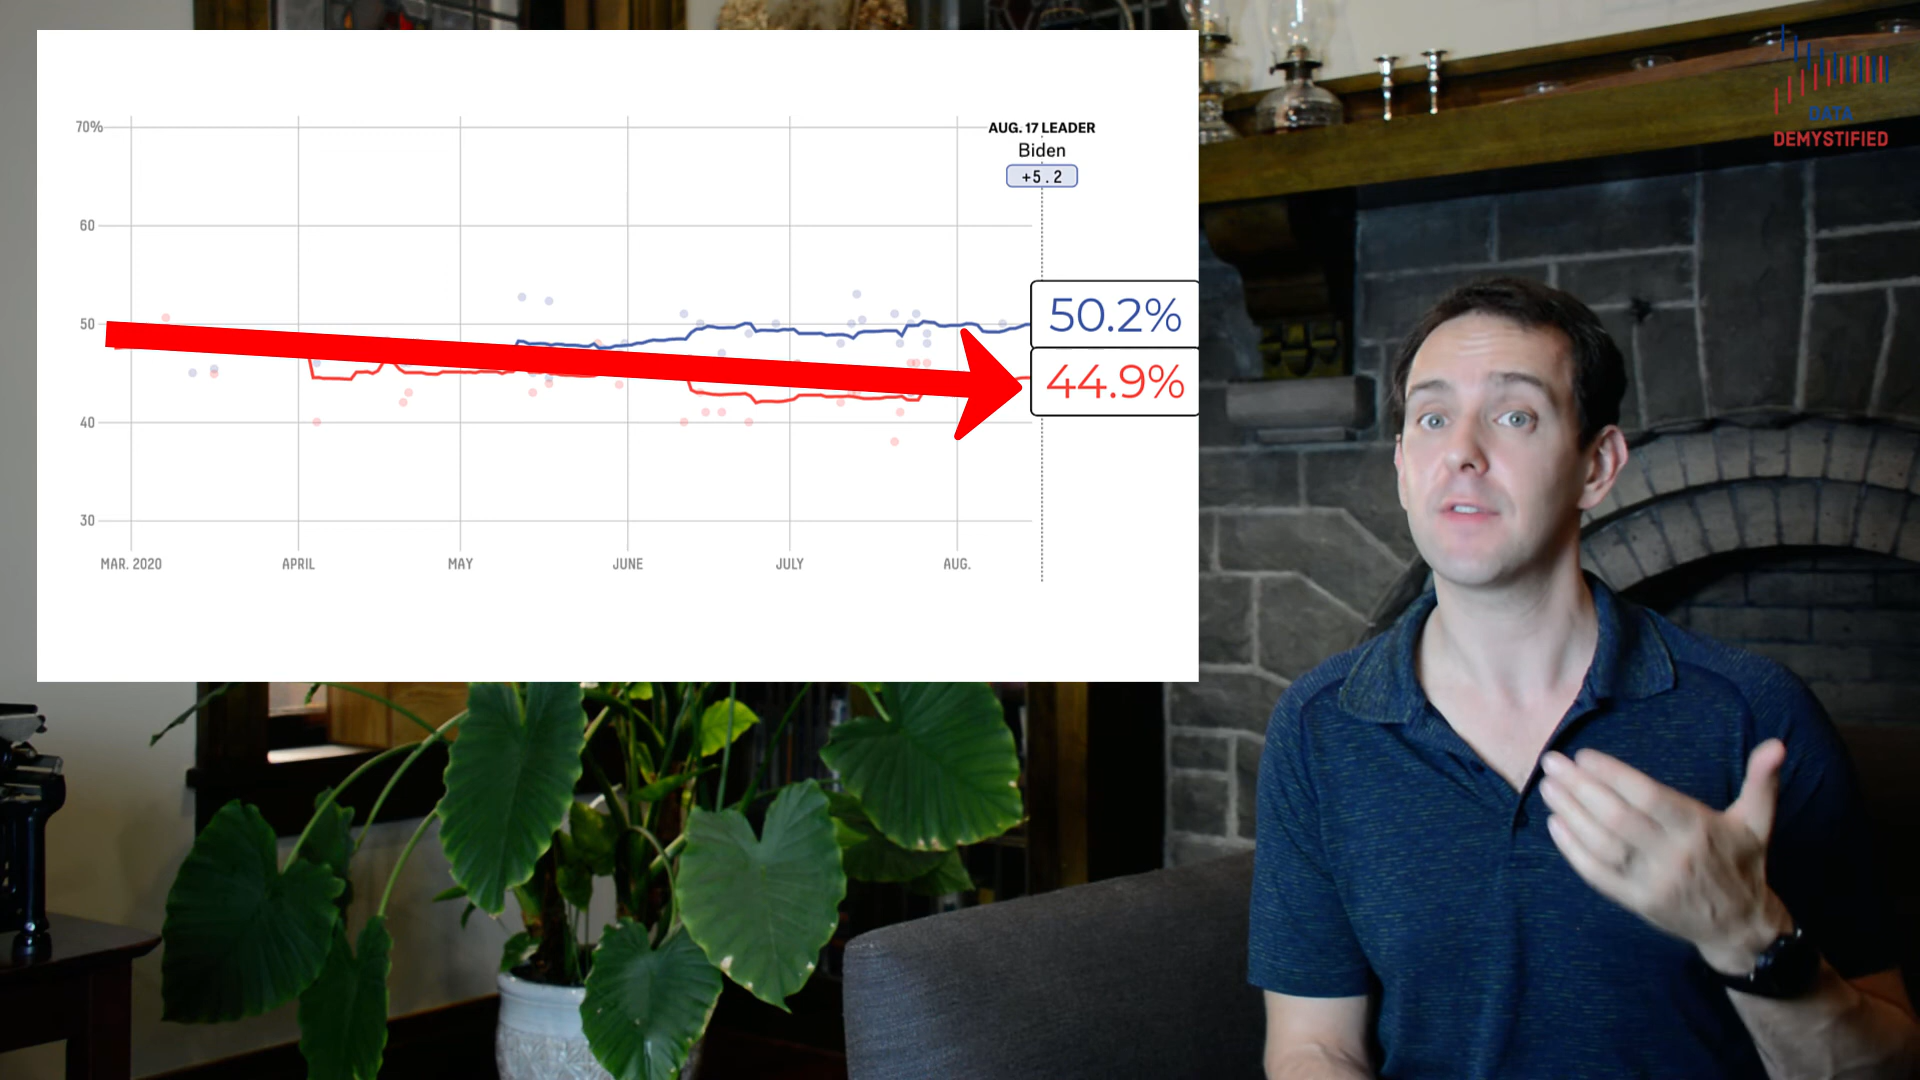 70%
60
50
40
30
MAR. 2020
APRIL
MAY
JUNE
JULY
AUG.
AUG. 17 LEADER
Biden
+5.2
50.2%
44.9%
DATA
DEMYSTIFIED